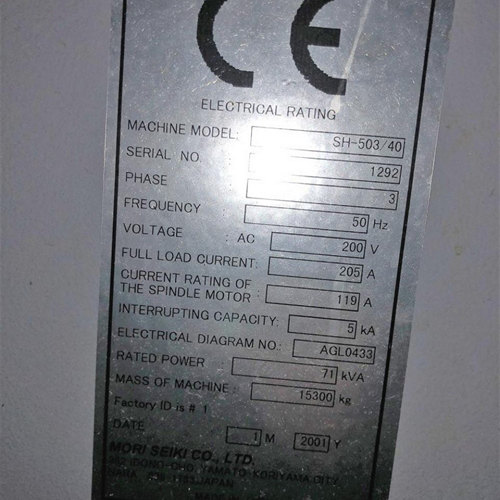 CE
ELECTRICAL RATING
MACHINE MODEL: SH-503/40
SERIAL NO. 1292
PHASE 3
FREQUENCY : 50 Hz
VOLTAGE : AC 200 V
FULL LOAD CURRENT: 205 A
CURRENT RATING OF
THE SPINDLE MOTOR : 119 A
INTERRUPTING CAPACITY: 5 kA
ELECTRICAL DIAGRAM NO.: AGL0433
RATED POWER : 71 kVA
MASS OF MACHINE : 15300 kg
Factory ID is # 1
DATE 1 M 2001 Y
MORI SEIKI CO., LTD.
IDONO-CHO, YAMATO-KORIYAMA CITY,
NARA JAPAN